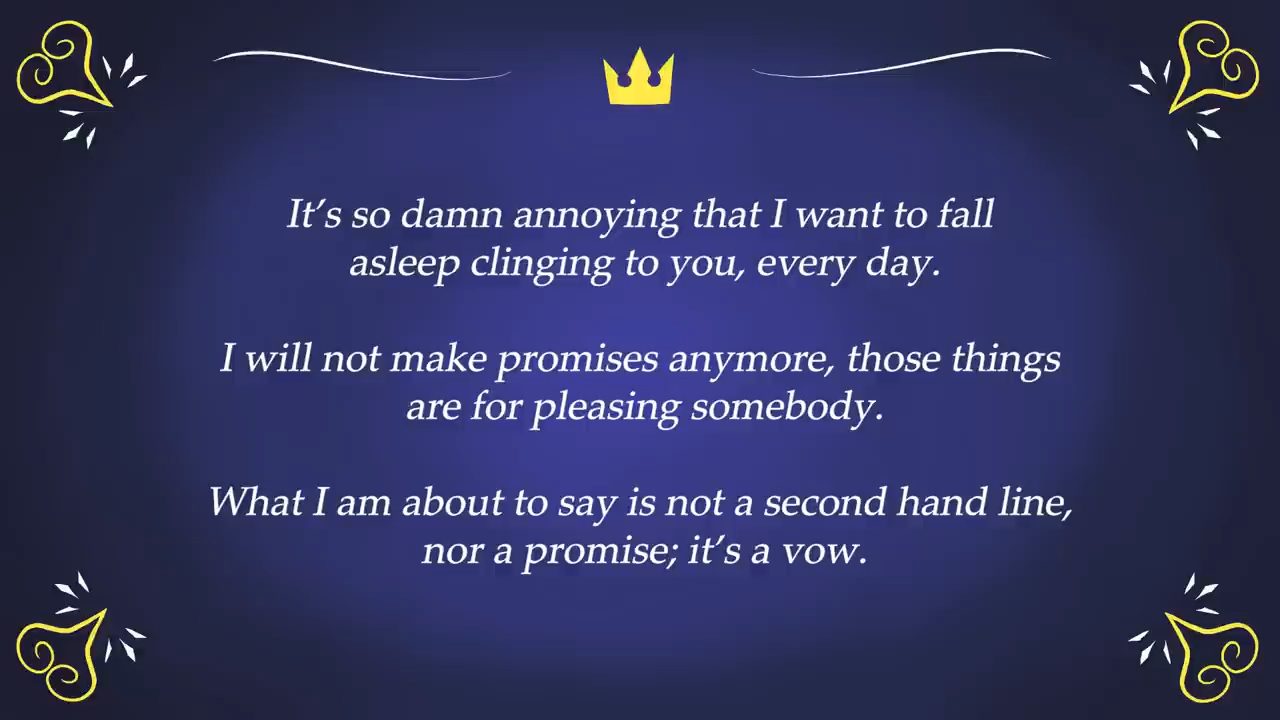 It’s so damn annoying that I want to fall
asleep clinging to you, every day.
I will not make promises anymore, those things
are for pleasing somebody.
What I am about to say is not a second hand line,
nor a promise; it’s a vow.